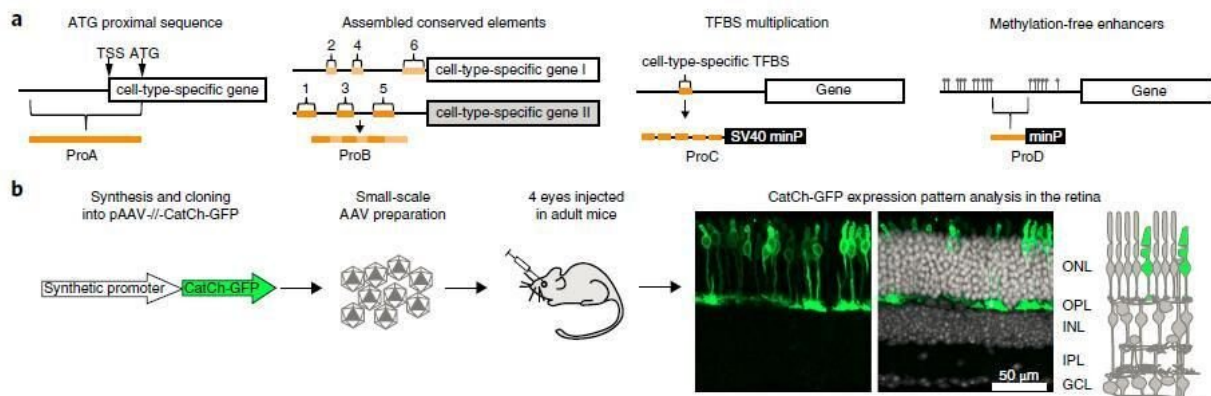 a
ATG proximal sequence
TSS ATG
cell-type-specific gene
ProA
Assembled conserved elements
2 4 6
cell-type-specific gene I
1 3 5
cell-type-specific gene II
ProB
TFBS multiplication
cell-type-specific TFBS
Gene
SV40 minP
ProC
Methylation-free enhancers
Gene
minP
ProD
b
Synthesis and cloning
into pAAV-//-CatCh-GFP
Synthetic promoter
CatCh-GFP
Small-scale
AAV preparation
4 eyes injected
in adult mice
CatCh-GFP expression pattern analysis in the retina
ONL
OPL
INL
IPL
GCL
50 μm